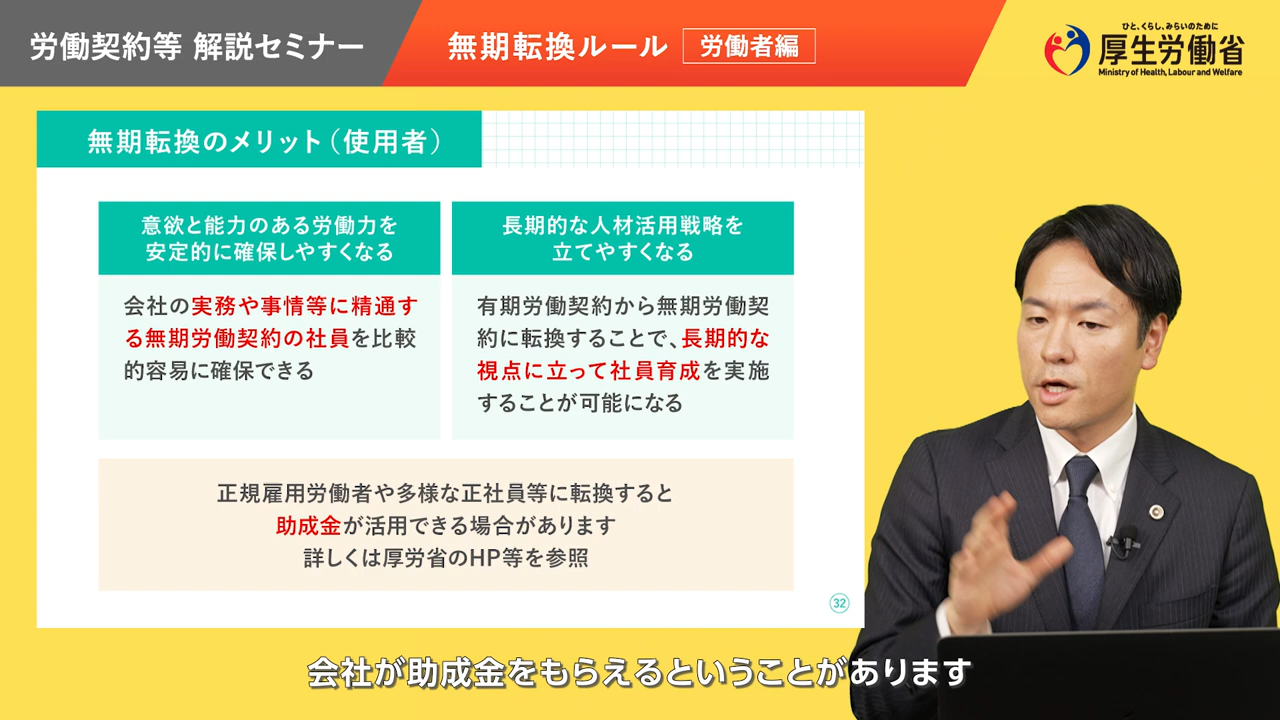 労働契約等 解説セミナー
無期転換ルール
労働者編
ひと、くらし、みらいのために
厚生労働省
Ministry of Health, Labour and Welfare
無期転換のメリット（使用者）
意欲と能力のある労働力を
安定的に確保しやすくなる
会社の実務や事情等に精通す
る無期労働契約の社員を比較
的容易に確保できる
長期的な人材活用戦略を
立てやすくなる
有期労働契約から無期労働契
約に転換することで、長期的な
視点に立って社員育成を実施
することが可能になる
正規雇用労働者や多様な正社員等に転換すると
助成金が活用できる場合があります
詳しくは厚労省のHP等を参照
32
会社が助成金をもらえるということがあります